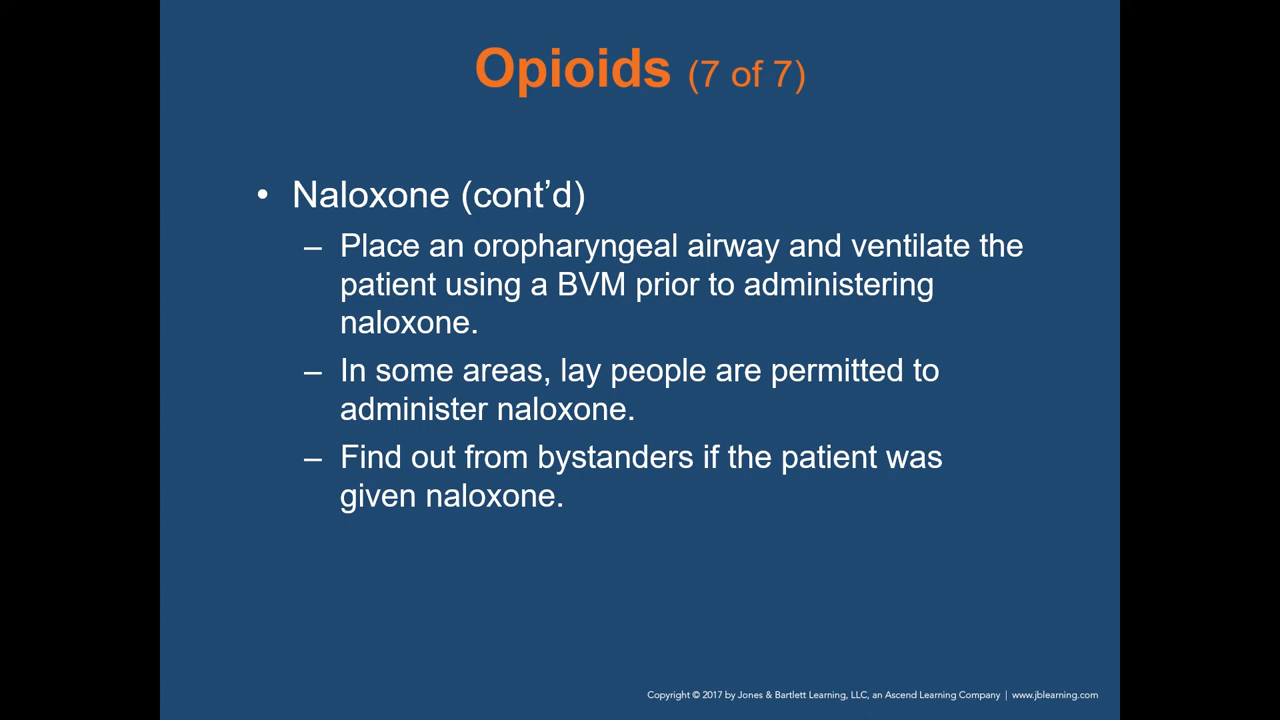 Opioids (7 of 7)
• Naloxone (cont’d)
– Place an oropharyngeal airway and ventilate the
patient using a BVM prior to administering
naloxone.
– In some areas, lay people are permitted to
administer naloxone.
– Find out from bystanders if the patient was
given naloxone.
Copyright © 2017 by Jones & Bartlett Learning, LLC, an Ascend Learning Company | www.jblearning.com